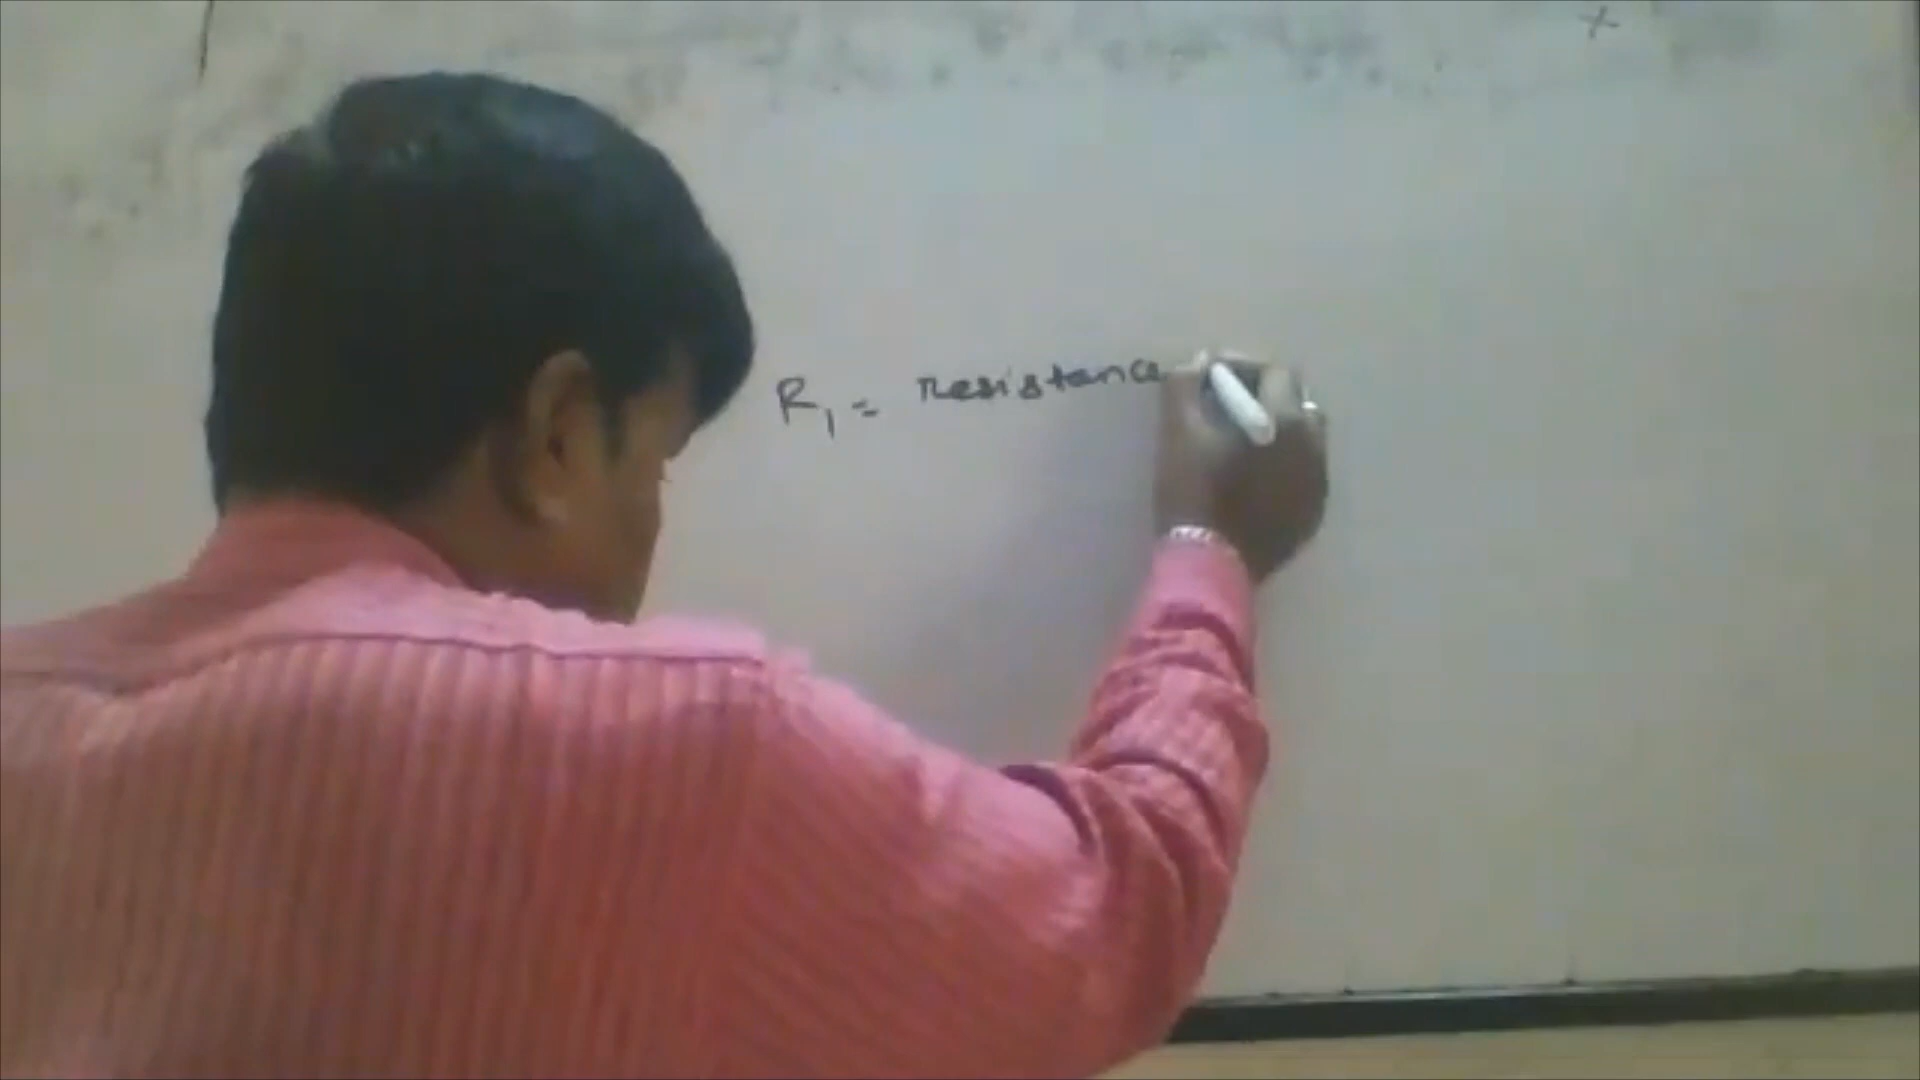 x
R₁ = resistance